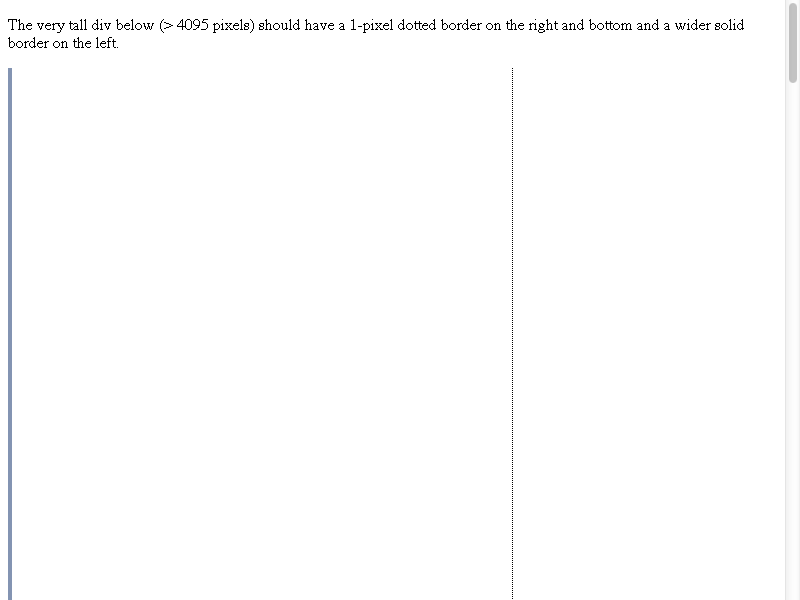 The very tall div below (> 4095 pixels) should have a 1-pixel dotted border on the right and bottom and a wider solid
border on the left.